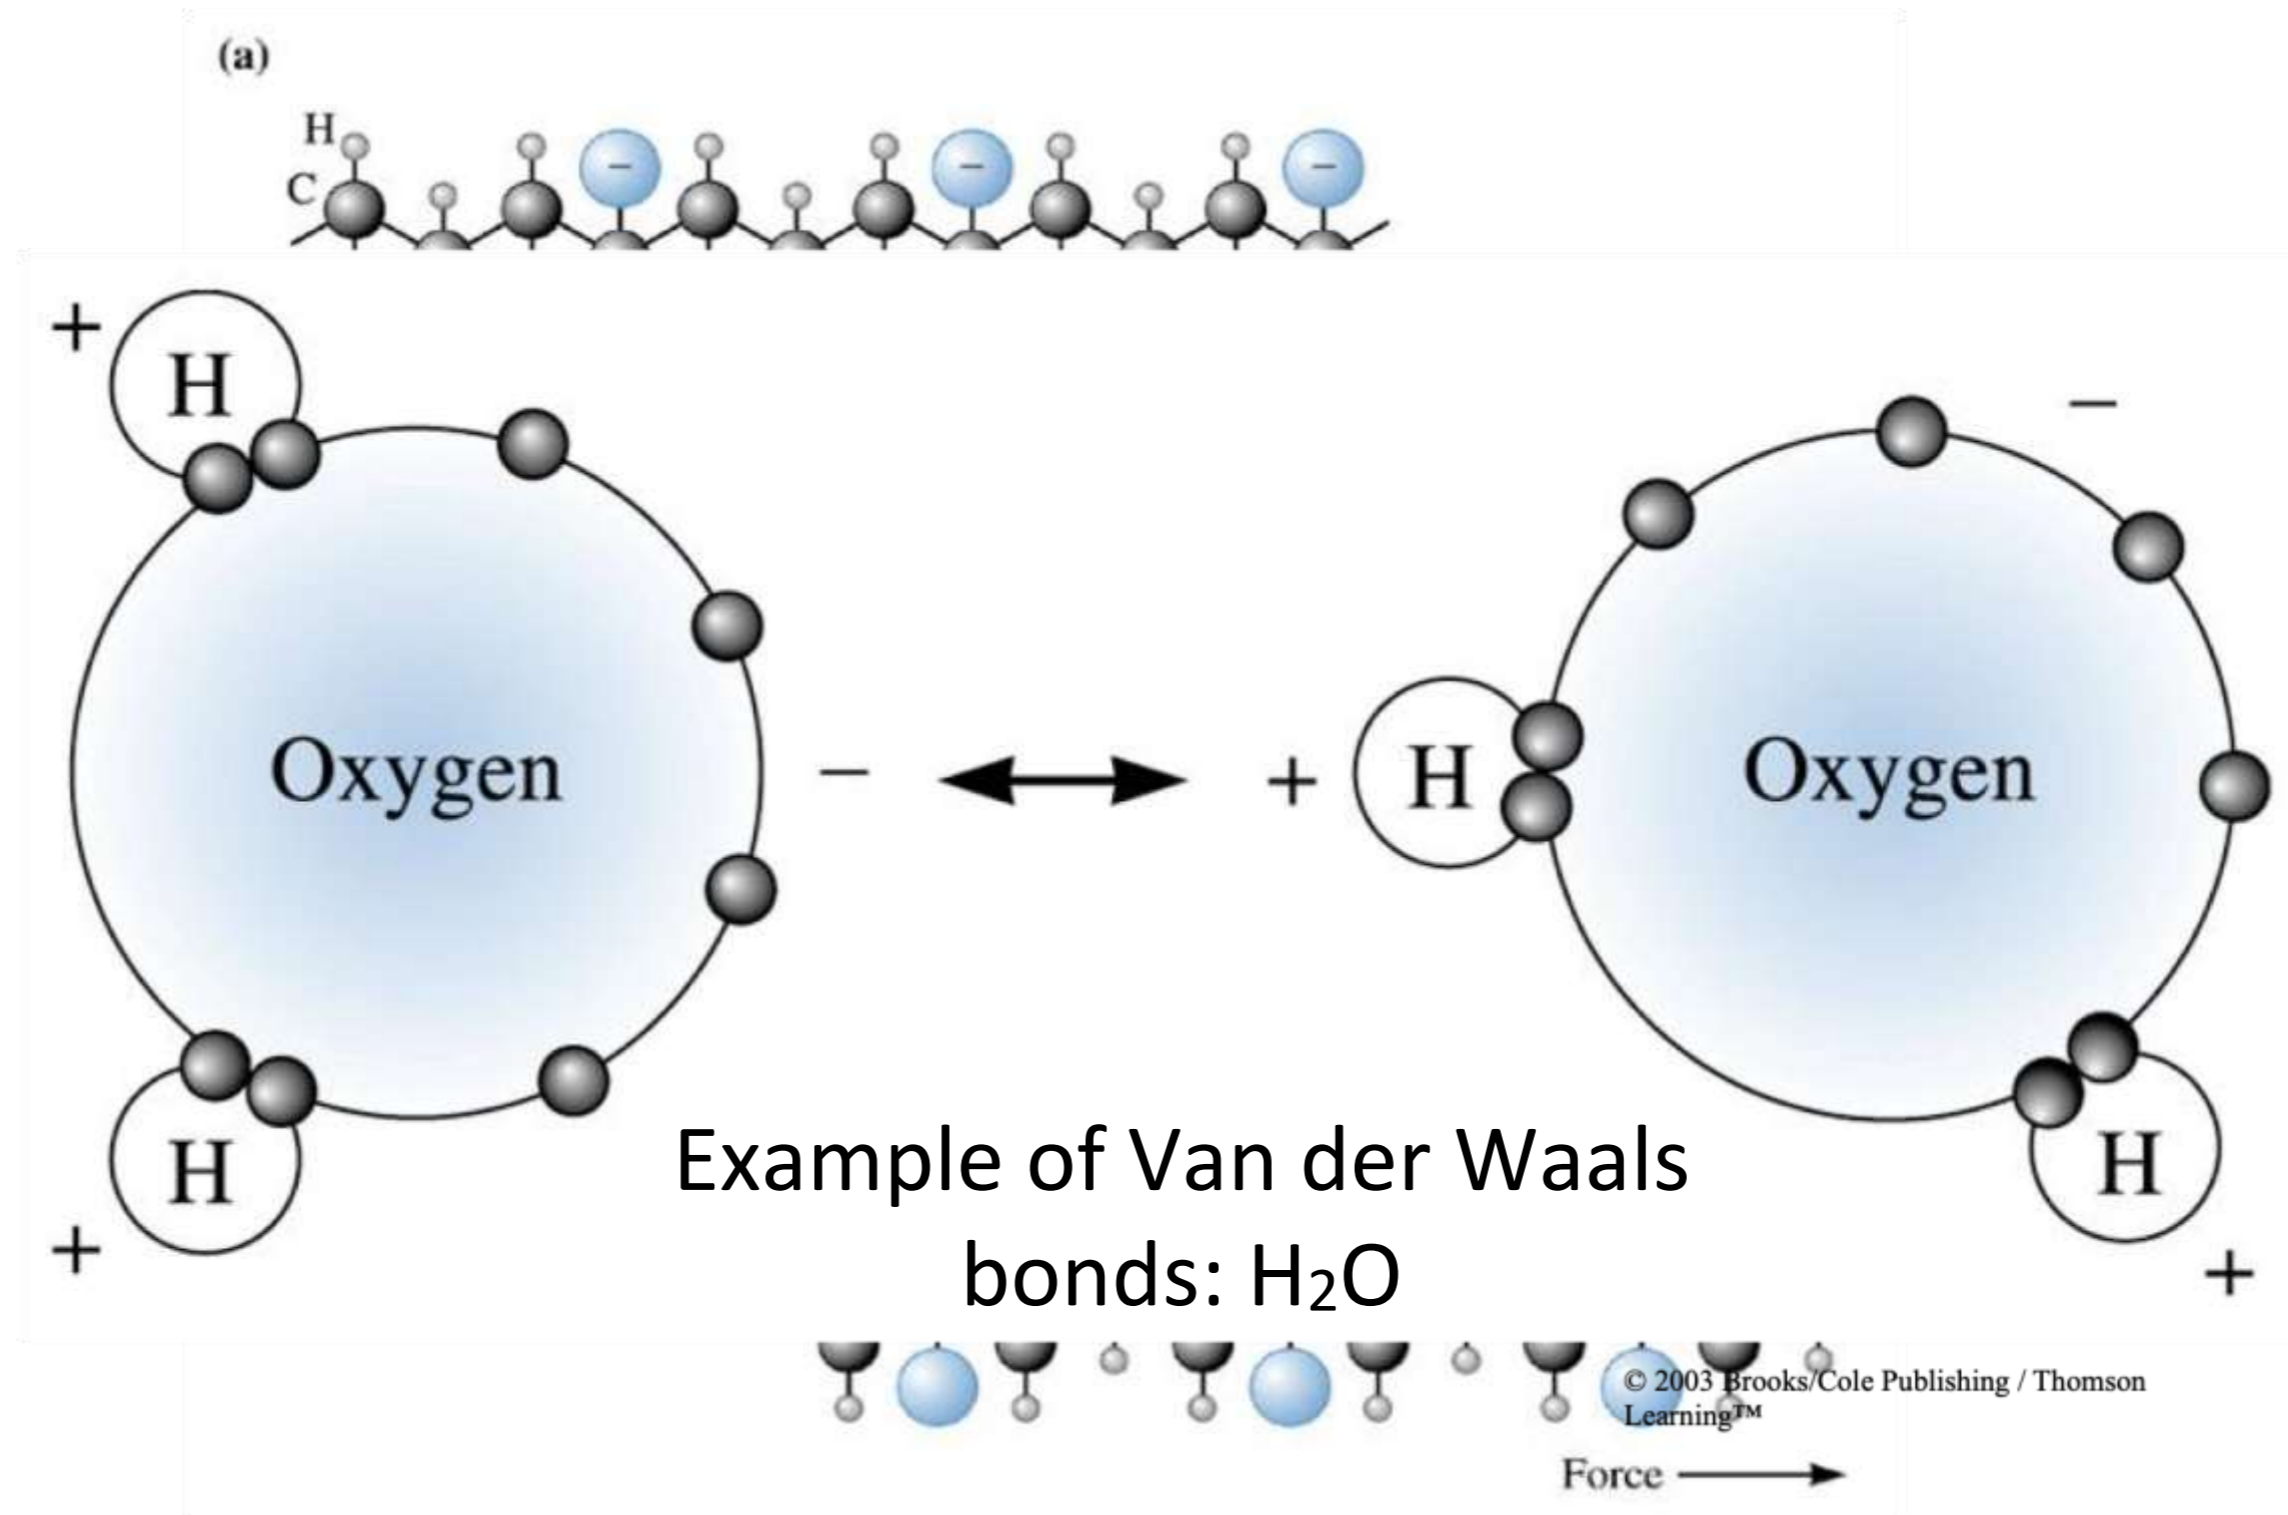 (a)
H
C
−
−
−
+
H
−
H
+
Oxygen
−
+
H
Oxygen
H
+
Example of Van der Waals
bonds: H₂O
© 2003 Brooks/Cole Publishing / Thomson
Learning™
Force